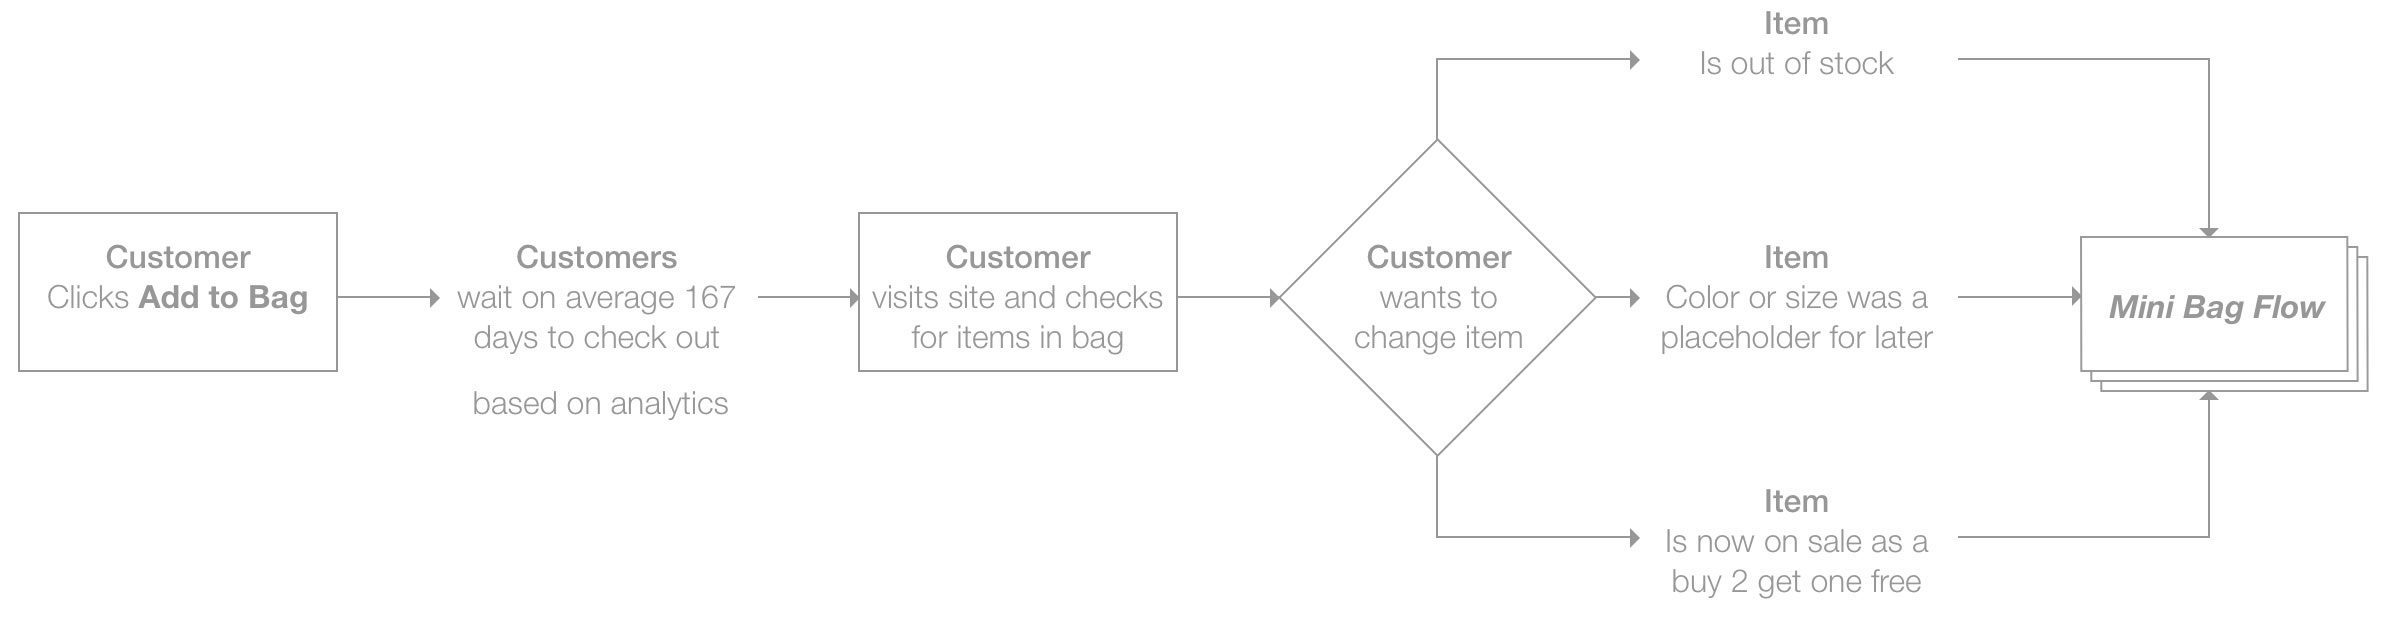 Customer
Clicks Add to Bag
Customers
wait on average 167
days to check out
based on analytics
Customer
visits site and checks
for items in bag
Customer
wants to
change item
Item
Is out of stock
Item
Color or size was a
placeholder for later
Item
Is now on sale as a
buy 2 get one free
Mini Bag Flow